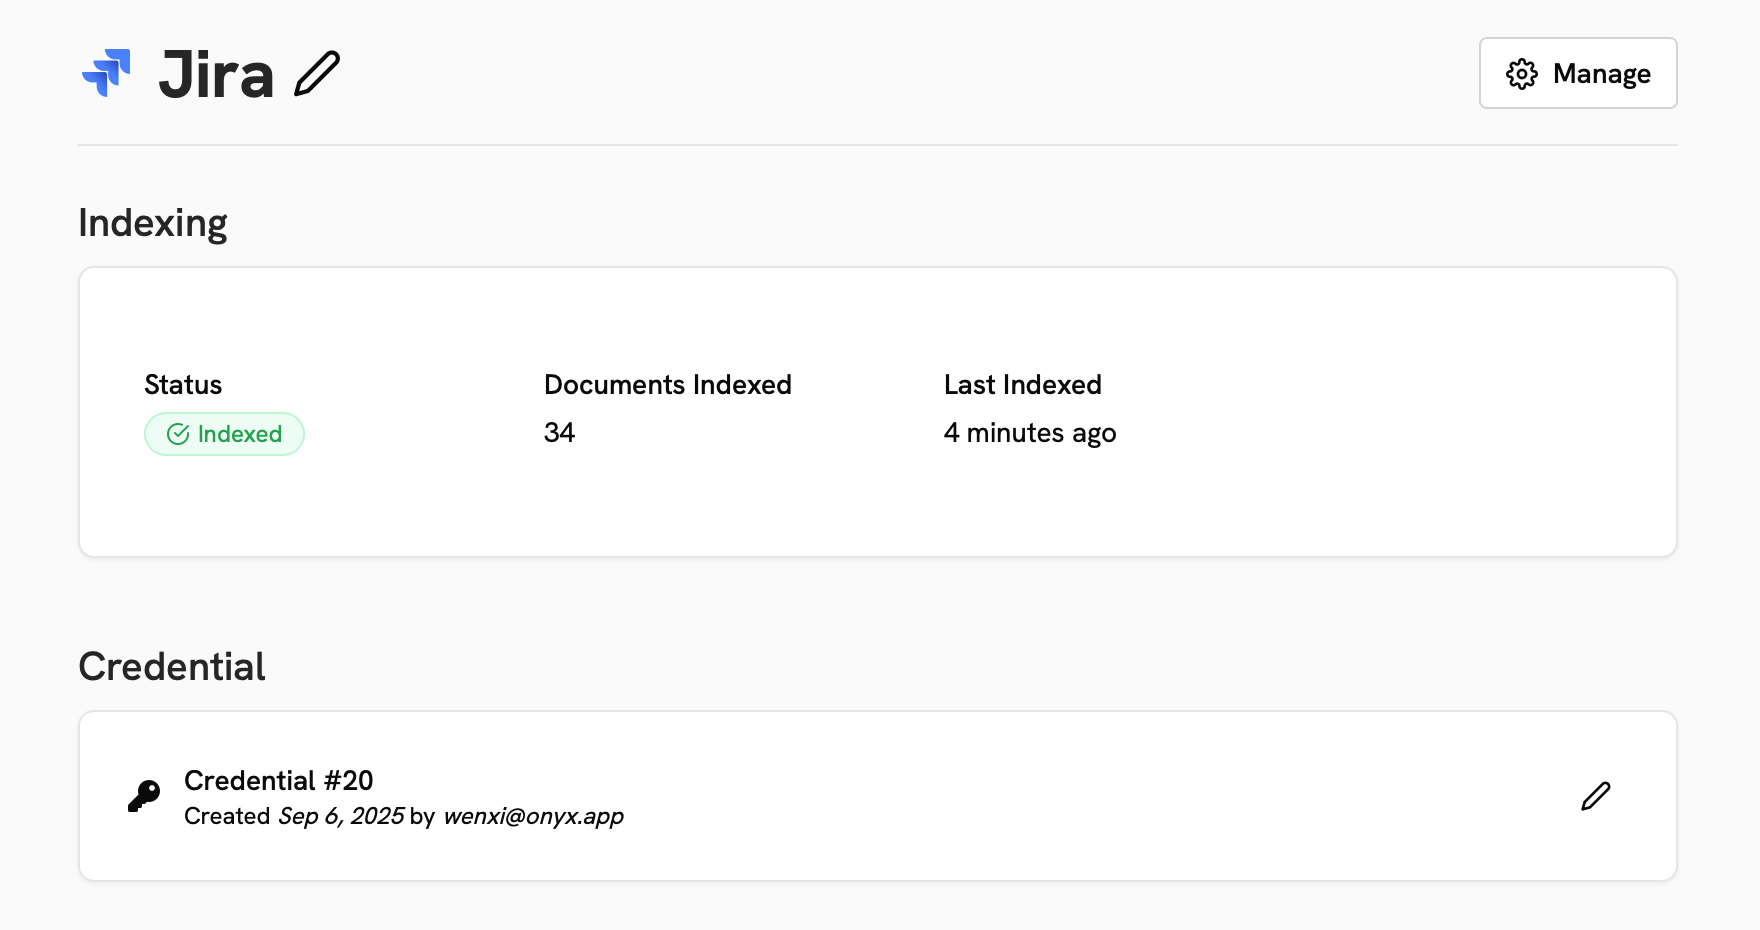 Jira
Manage
Indexing
Status
Documents Indexed
Last Indexed
Indexed
34
4 minutes ago
Credential
Credential #20
Created Sep 6, 2025 by wenxi@onyx.app